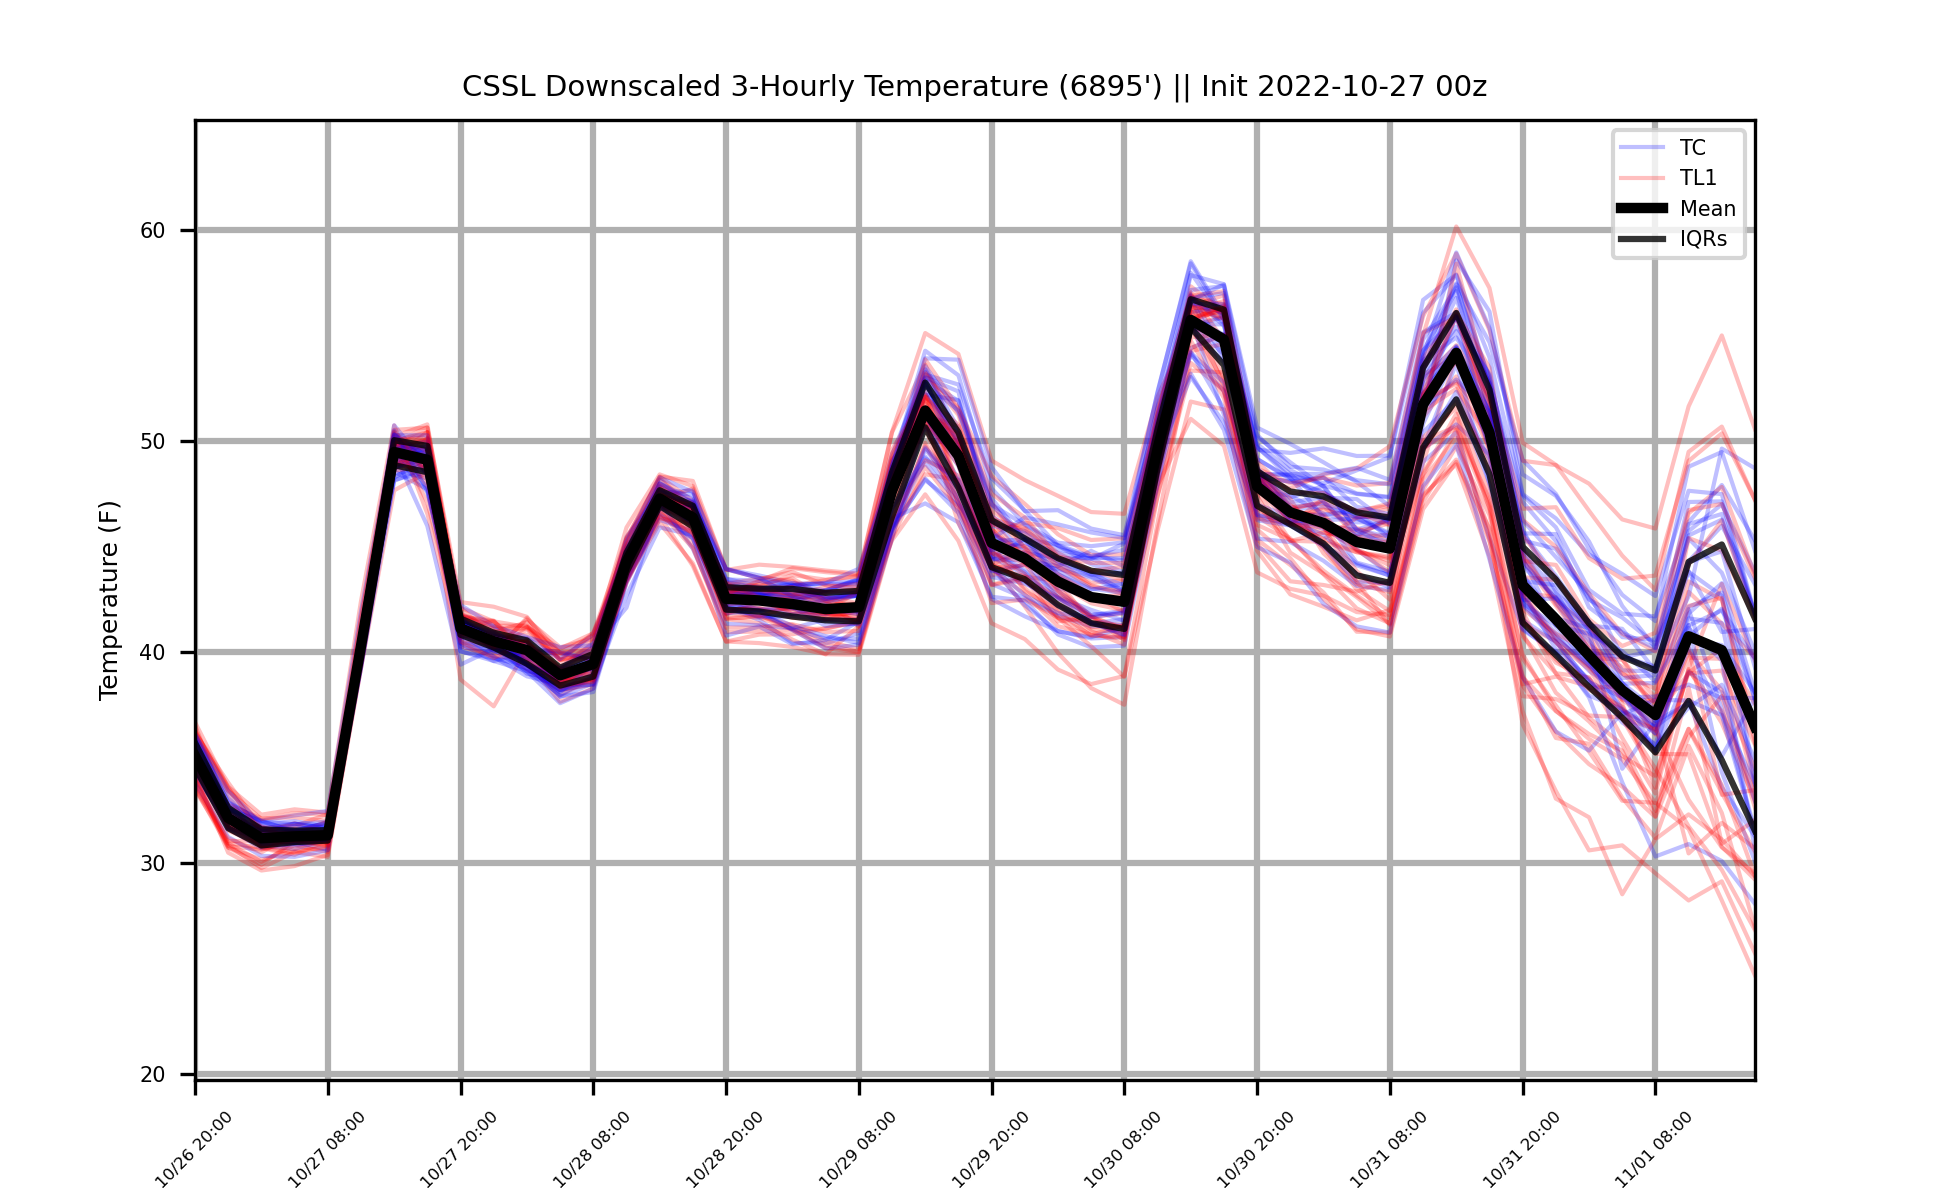 CSSL Downscaled 3-Hourly Temperature (6895') || Init 2022-10-27 00z
TC
TL1
Mean
IQRs
Temperature (F)
60
50
40
30
20
10/26 20:00
10/27 08:00
10/27 20:00
10/28 08:00
10/28 20:00
10/29 08:00
10/29 20:00
10/30 08:00
10/30 20:00
10/31 08:00
10/31 20:00
11/01 08:00